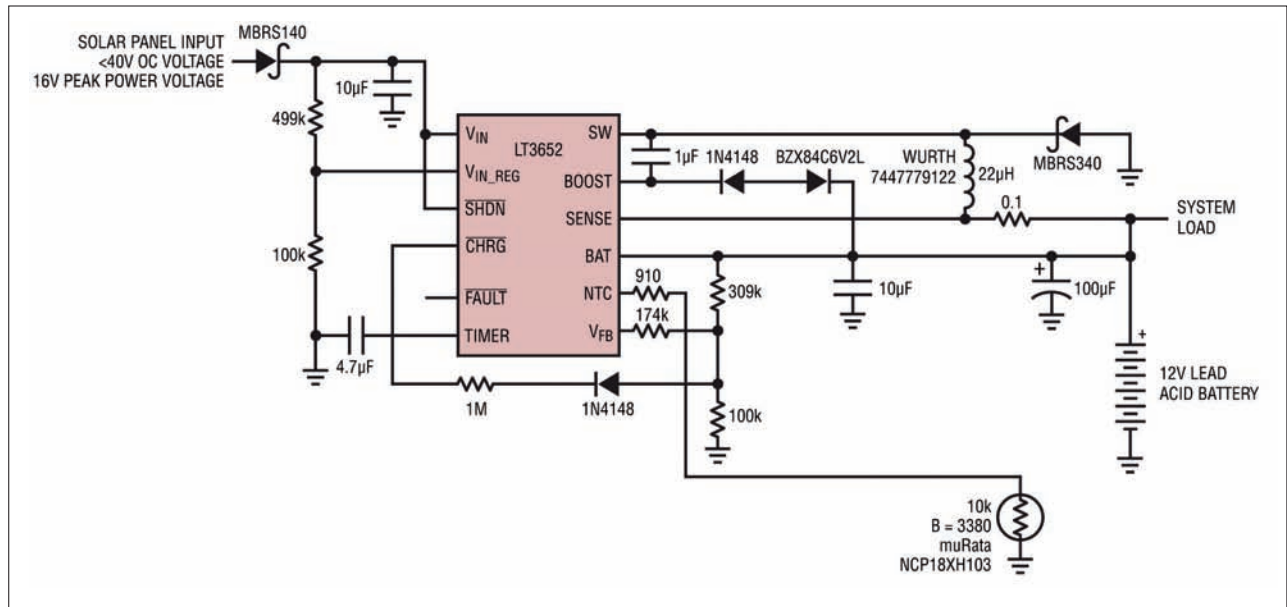 MBRS140
SOLAR PANEL INPUT
<40V OC VOLTAGE
16V PEAK POWER VOLTAGE
10µF
499k
100k
4.7µF
LT3652
VIN
VIN_REG
SHDN
CHRG
FAULT
TIMER
SW
BOOST
SENSE
BAT
NTC
VFB
1µF
1N4148
BZX84C6V2L
WURTH
7447779122
22µH
MBRS340
0.1
SYSTEM
LOAD
910
174k
309k
10µF
+
100µF
+
12V LEAD
ACID BATTERY
1M
1N4148
100k
10k
B = 3380
muRata
NCP18XH103